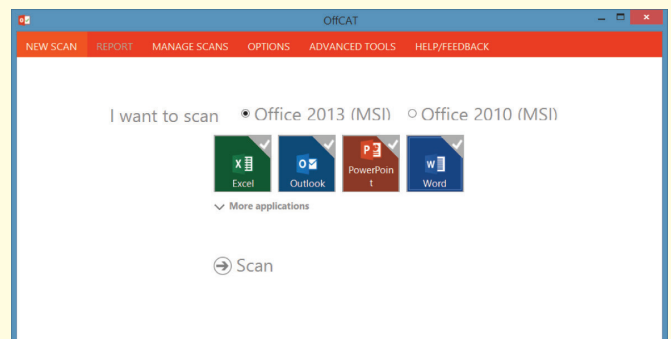 OffCAT
NEW SCAN REPORT MANAGE SCANS OPTIONS ADVANCED TOOLS HELP/FEEDBACK
I want to scan Office 2013 (MSI) Office 2010 (MSI)
Excel Outlook PowerPoin
t Word
More applications
Scan